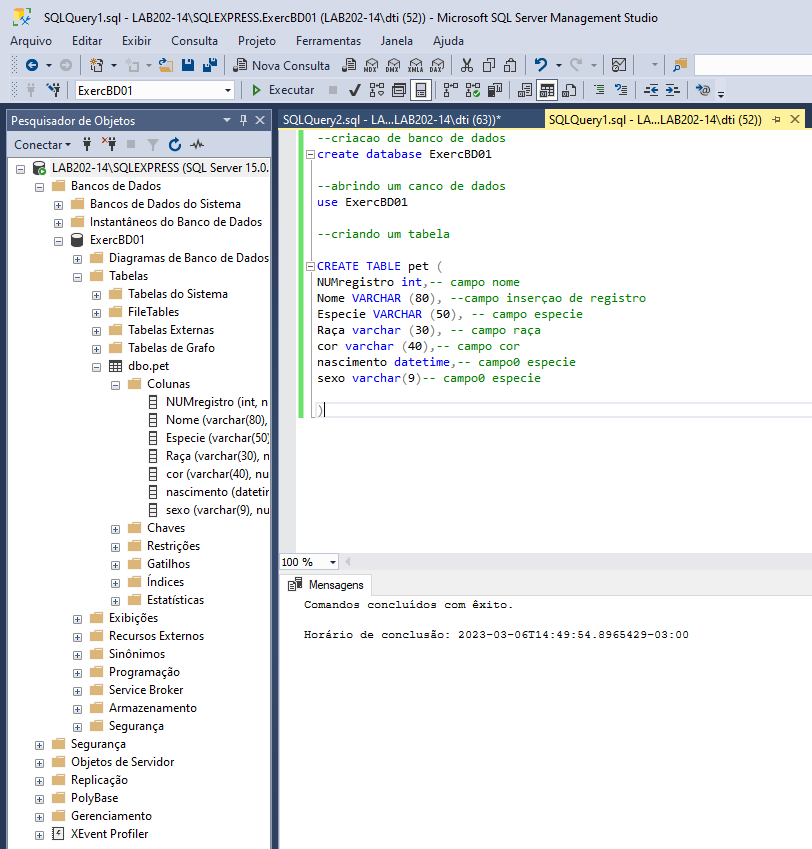 SQLQuery1.sql - LAB202-14\SQLEXPRESS.ExercBD01 (LAB202-14\dti (52)) - Microsoft SQL Server Management Studio
Arquivo Editar Exibir Consulta Projeto Ferramentas Janela Ajuda
Nova Consulta MDX DMX XMLA DAX
ExercBD01 Executar
Pesquisador de Objetos
Conectar
LAB202-14\SQLEXPRESS (SQL Server 15.0.
Bancos de Dados
Bancos de Dados do Sistema
Instantâneos do Banco de Dados
ExercBD01
Diagramas de Banco de Dados
Tabelas
Tabelas do Sistema
FileTables
Tabelas Externas
Tabelas de Grafo
dbo.pet
Colunas
NUMregistro (int, n
Nome (varchar(80),
Especie (varchar(50)
Raça (varchar(30), n
cor (varchar(40), nu
nascimento (datetin
sexo (varchar(9), nu
Chaves
Restrições
Gatilhos
Índices
Estatísticas
Exibições
Recursos Externos
Sinônimos
Programação
Service Broker
Armazenamento
Segurança
Segurança
Objetos de Servidor
Replicação
PolyBase
Gerenciamento
XEvent Profiler
SQLQuery2.sql - LA...LAB202-14\dti (63))* SQLQuery1.sql - LA...LAB202-14\dti (52))
--criacao de banco de dados
create database ExercBD01
--abrindo um canco de dados
use ExercBD01
--criando um tabela
CREATE TABLE pet (
NUMregistro int,-- campo nome
Nome VARCHAR (80), --campo inserçao de registro
Especie VARCHAR (50), -- campo especie
Raça varchar (30), -- campo raça
cor varchar (40),-- campo cor
nascimento datetime,-- campo0 especie
sexo varchar(9)-- campo0 especie
)
100 %
Mensagens
Comandos concluídos com êxito.
Horário de conclusão: 2023-03-06T14:49:54.8965429-03:00